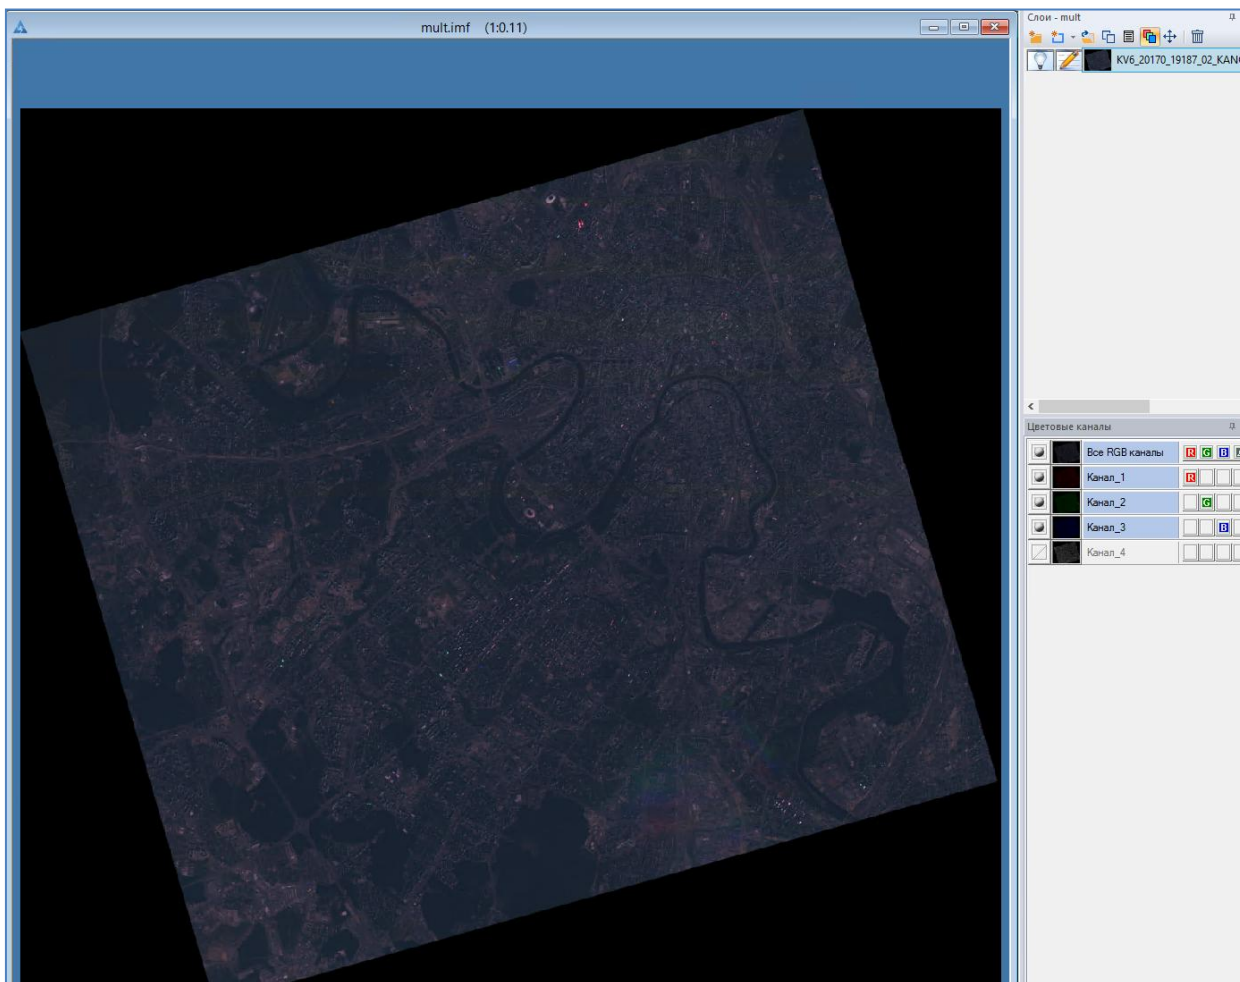 mult.imf (1:0.11)
Слои - mult
KV6_20170_19187_02_KAN
Цветовые каналы
Все RGB каналы R G B
Канал_1 R
Канал_2 G
Канал_3 B
Канал_4